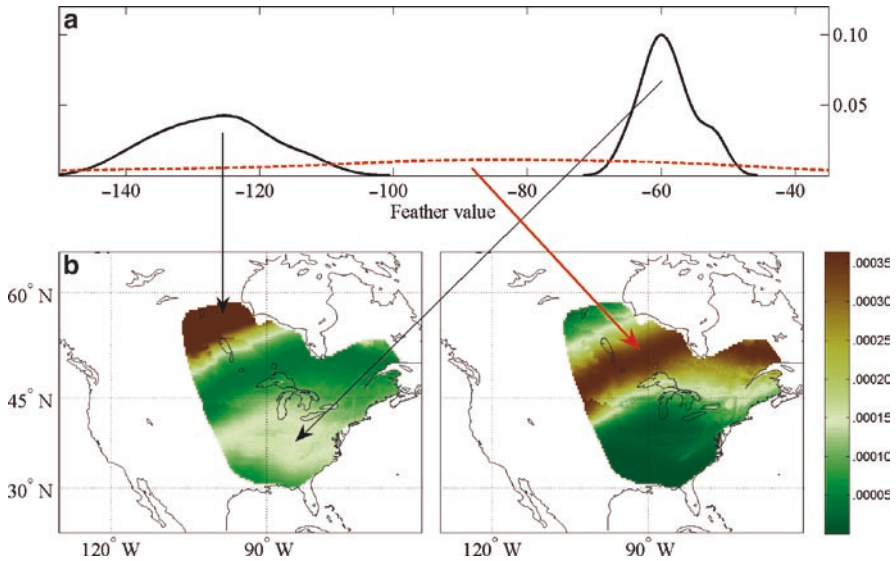 a
0.10
0.05
−140 −120 −100 −80 −60 −40
Feather value
b
60° N
45° N
30° N
120° W 90° W
120° W 90° W
.00035
.00030
.00025
.00020
.00015
.00010
.00005